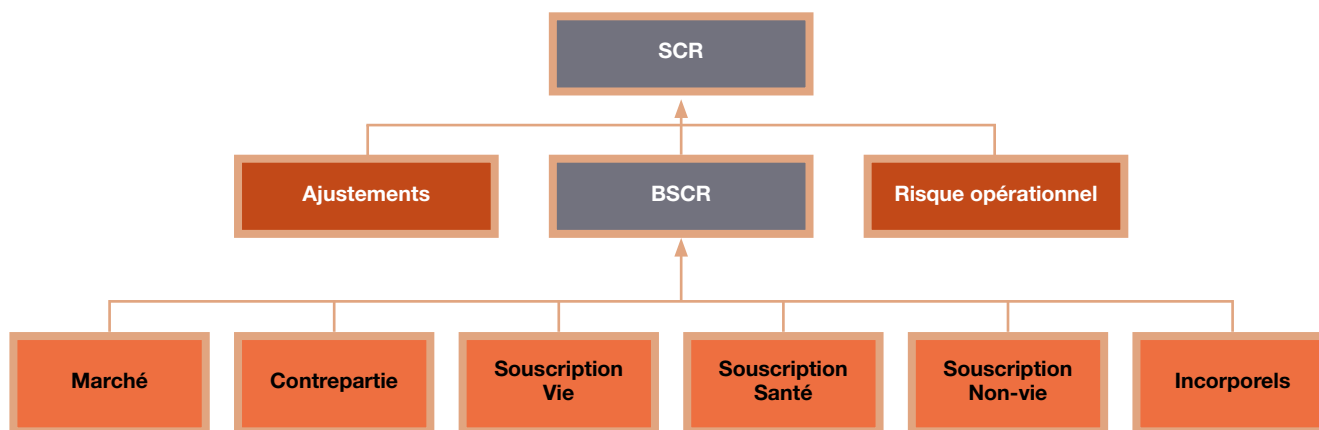 SCR
Ajustements
BSCR
Risque opérationnel
Marché
Contrepartie
Souscription
Vie
Souscription
Santé
Souscription
Non-vie
Incorporels